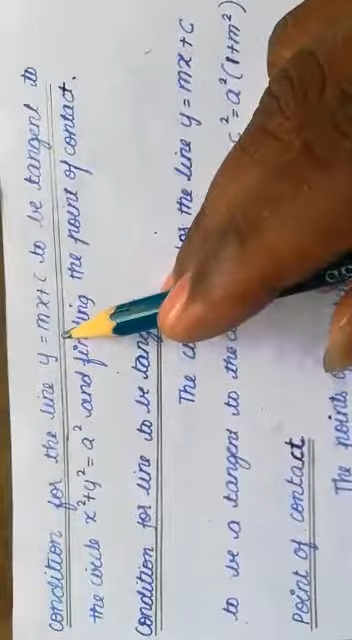 condition for the line y = mx + c to be tangent to
the circle x² + y² = a² and finding the point of contact.
Condition for line to be tang
The for the line y = mx + c
to be a tangent to the c² = a²(1+m²)
Point of contact
The points